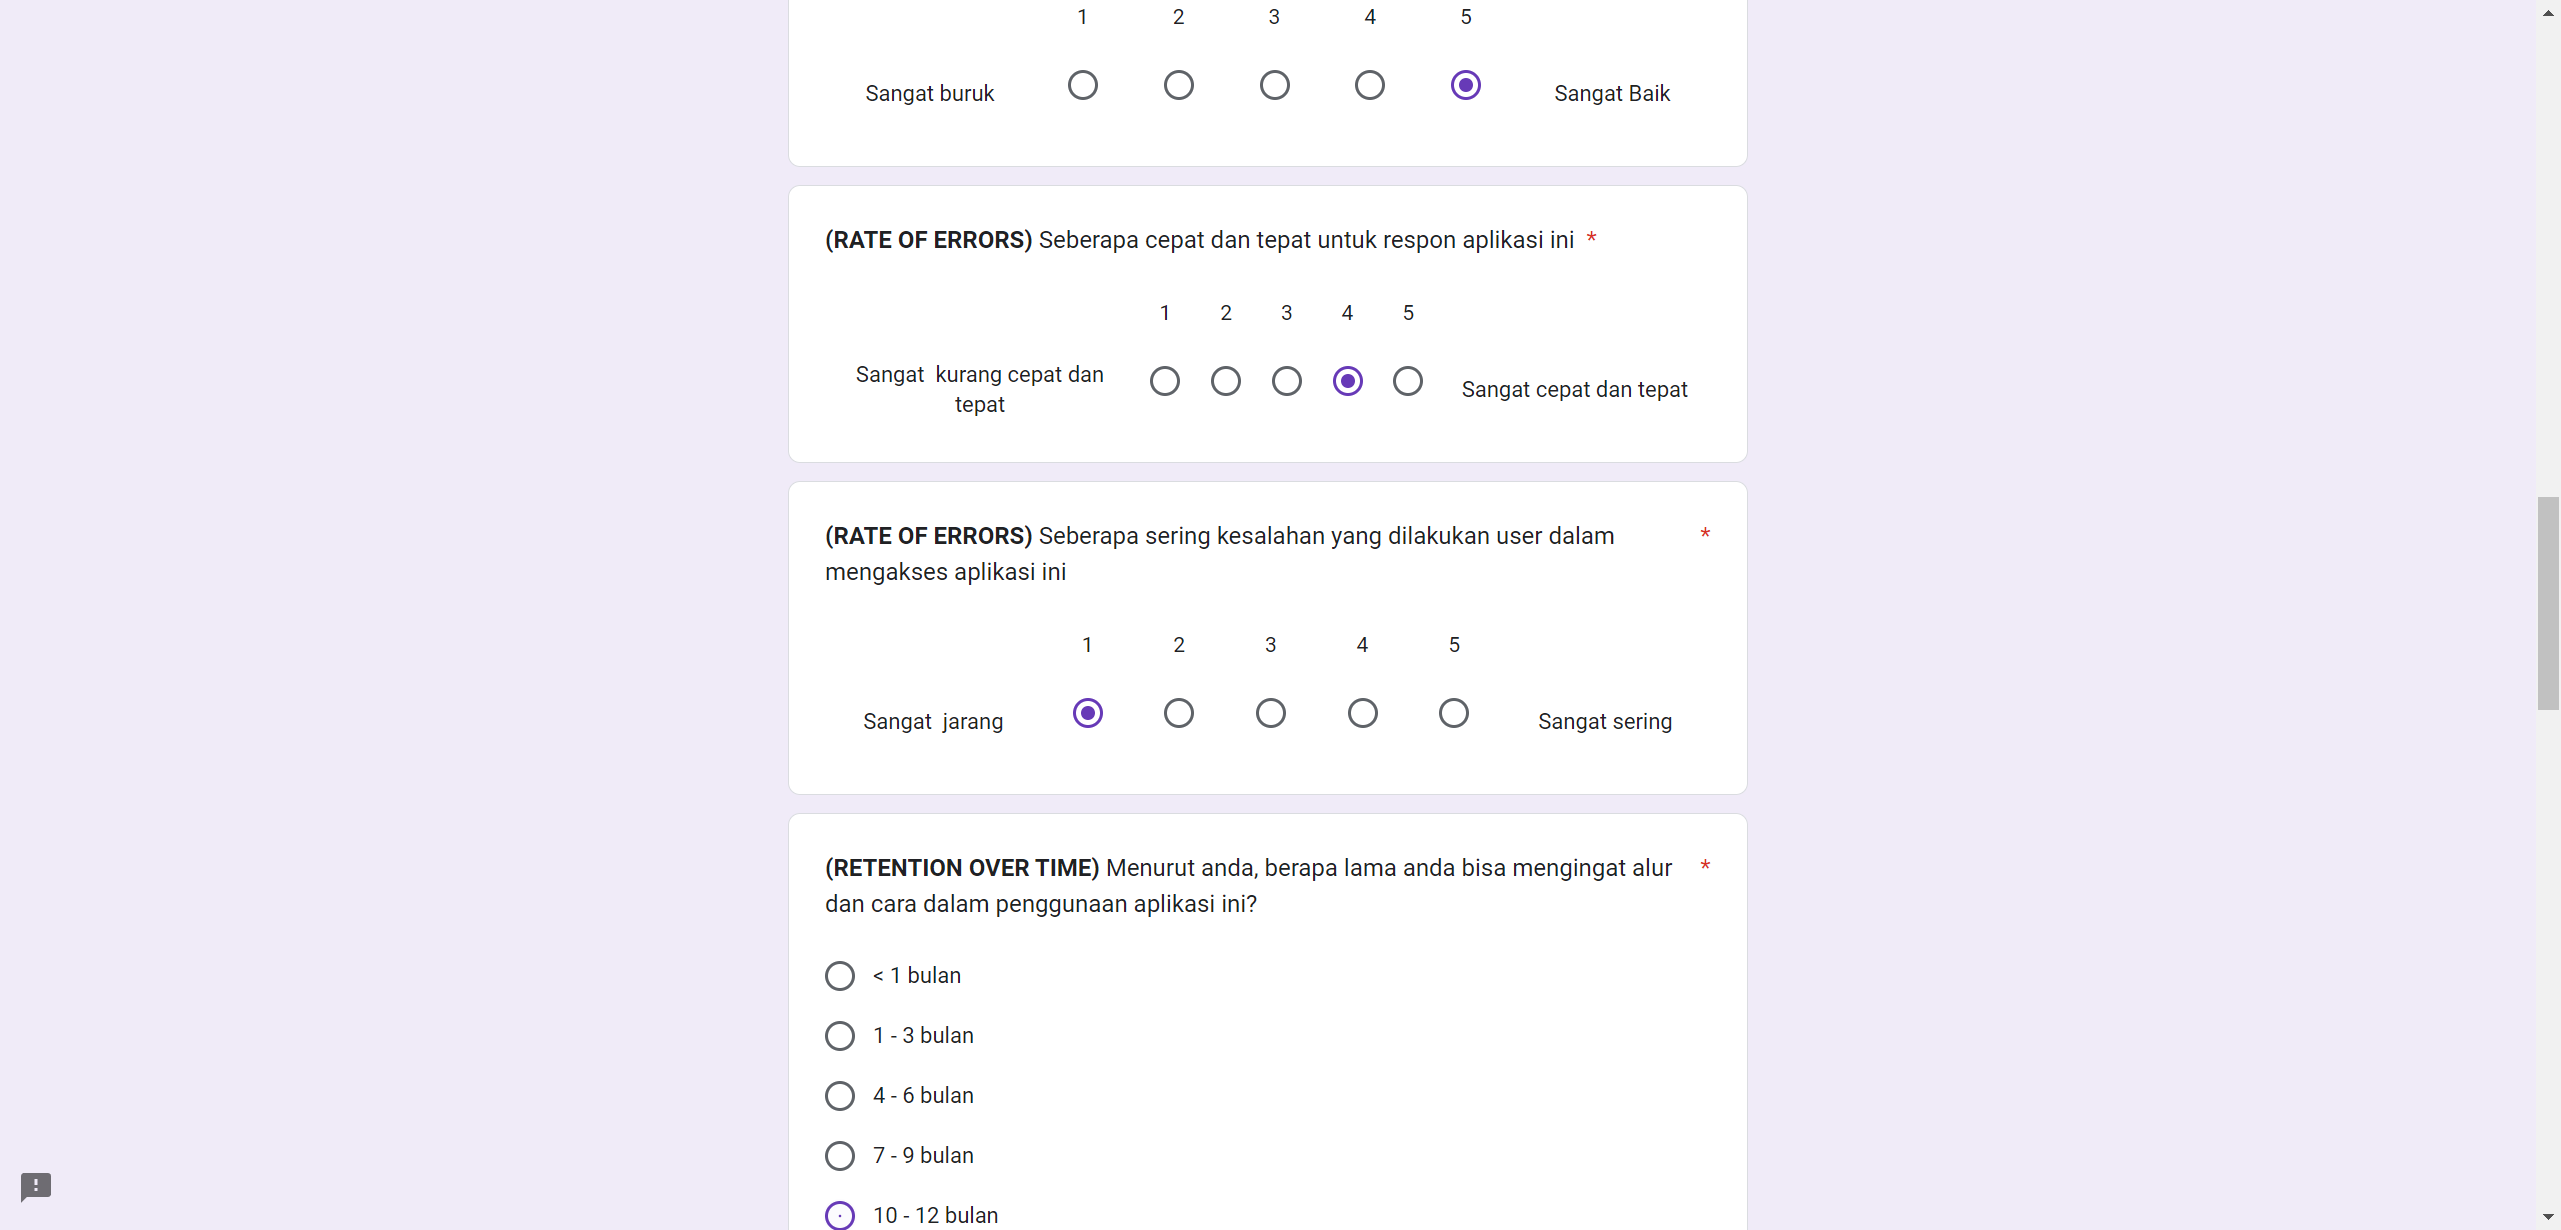 1 2 3 4 5
Sangat buruk Sangat Baik
(RATE OF ERRORS) Seberapa cepat dan tepat untuk respon aplikasi ini *
1 2 3 4 5
Sangat kurang cepat dan
tepat
Sangat cepat dan tepat
(RATE OF ERRORS) Seberapa sering kesalahan yang dilakukan user dalam *
mengakses aplikasi ini
1 2 3 4 5
Sangat jarang Sangat sering
(RETENTION OVER TIME) Menurut anda, berapa lama anda bisa mengingat alur *
dan cara dalam penggunaan aplikasi ini?
< 1 bulan
1 - 3 bulan
4 - 6 bulan
7 - 9 bulan
10 - 12 bulan